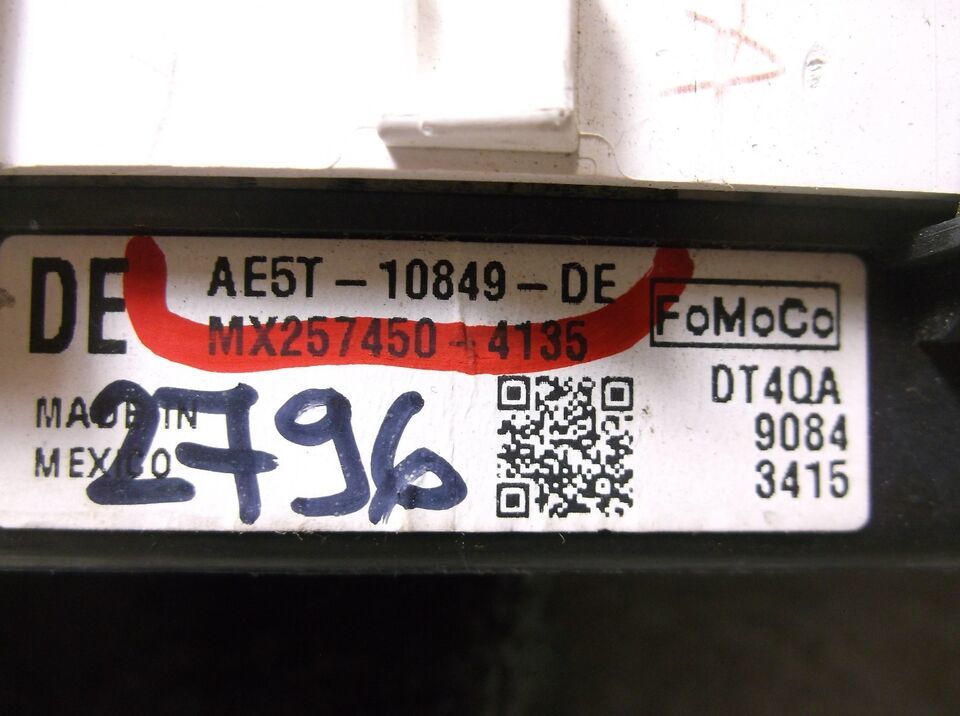 DE
AE5T-10849-DE
MX257450-4135
FoMoCo
DT4QA
9084
3415
MADE IN
MEXICO
2796